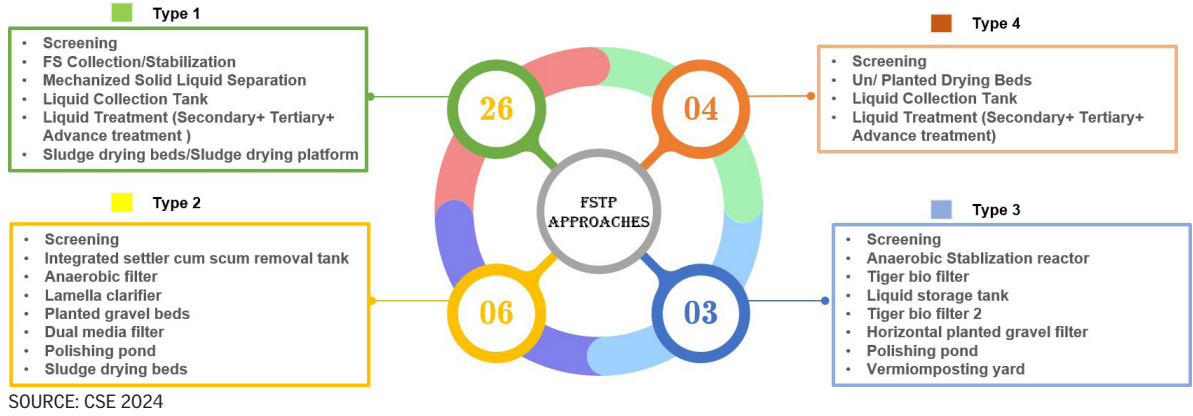 Type 1
• Screening
• FS Collection/Stabilization
• Mechanized Solid Liquid Separation
• Liquid Collection Tank
• Liquid Treatment (Secondary+ Tertiary+
Advance treatment )
• Sludge drying beds/Sludge drying platform
26
Type 4
• Screening
• Un/ Planted Drying Beds
• Liquid Collection Tank
• Liquid Treatment (Secondary+ Tertiary+
Advance treatment)
04
FSTP
APPROACHES
Type 2
• Screening
• Integrated settler cum scum removal tank
• Anaerobic filter
• Lamella clarifier
• Planted gravel beds
• Dual media filter
• Polishing pond
• Sludge drying beds
06
Type 3
• Screening
• Anaerobic Stablization reactor
• Tiger bio filter
• Liquid storage tank
• Tiger bio filter 2
• Horizontal planted gravel filter
• Polishing pond
• Vermiomposting yard
03
SOURCE: CSE 2024